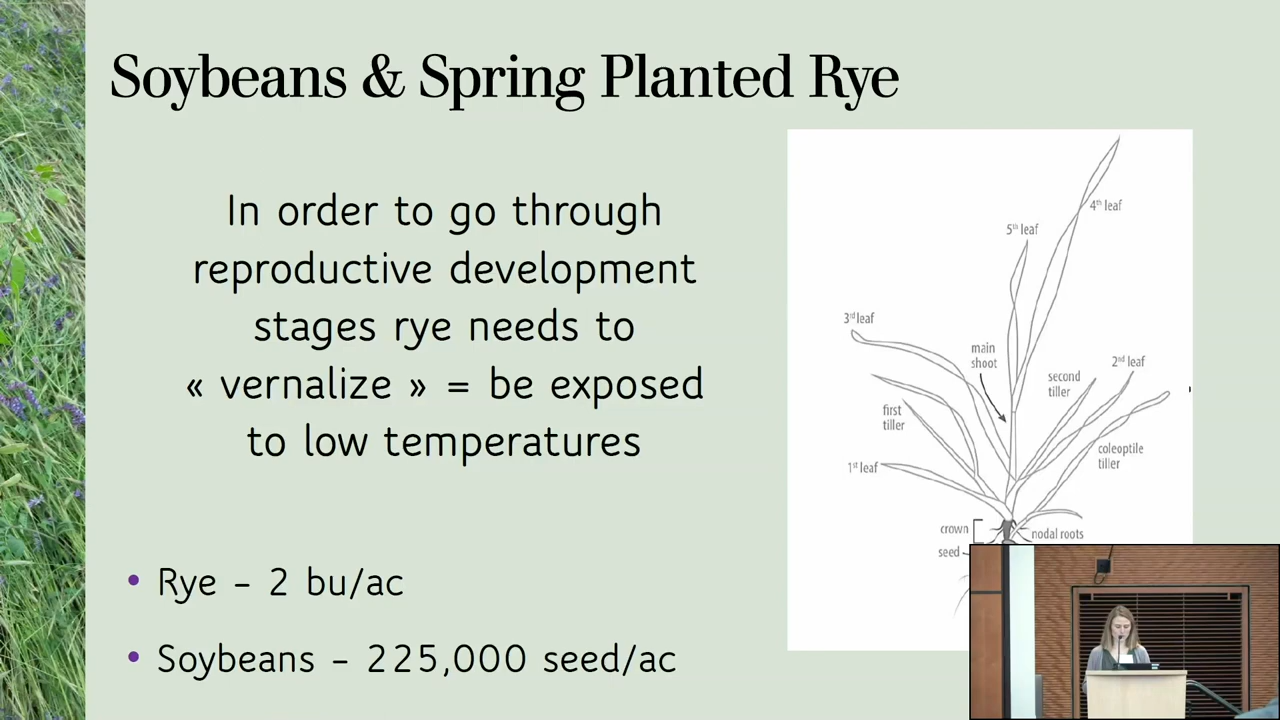 Soybeans & Spring Planted Rye
In order to go through
reproductive development
stages rye needs to
« vernalize » = be exposed
to low temperatures
• Rye – 2 bu/ac
• Soybeans – 225,000 seed/ac
4th leaf
5th leaf
3rd leaf
main
shoot
2nd leaf
second
tiller
first
tiller
coleoptile
tiller
1st leaf
crown
nodal roots
seed